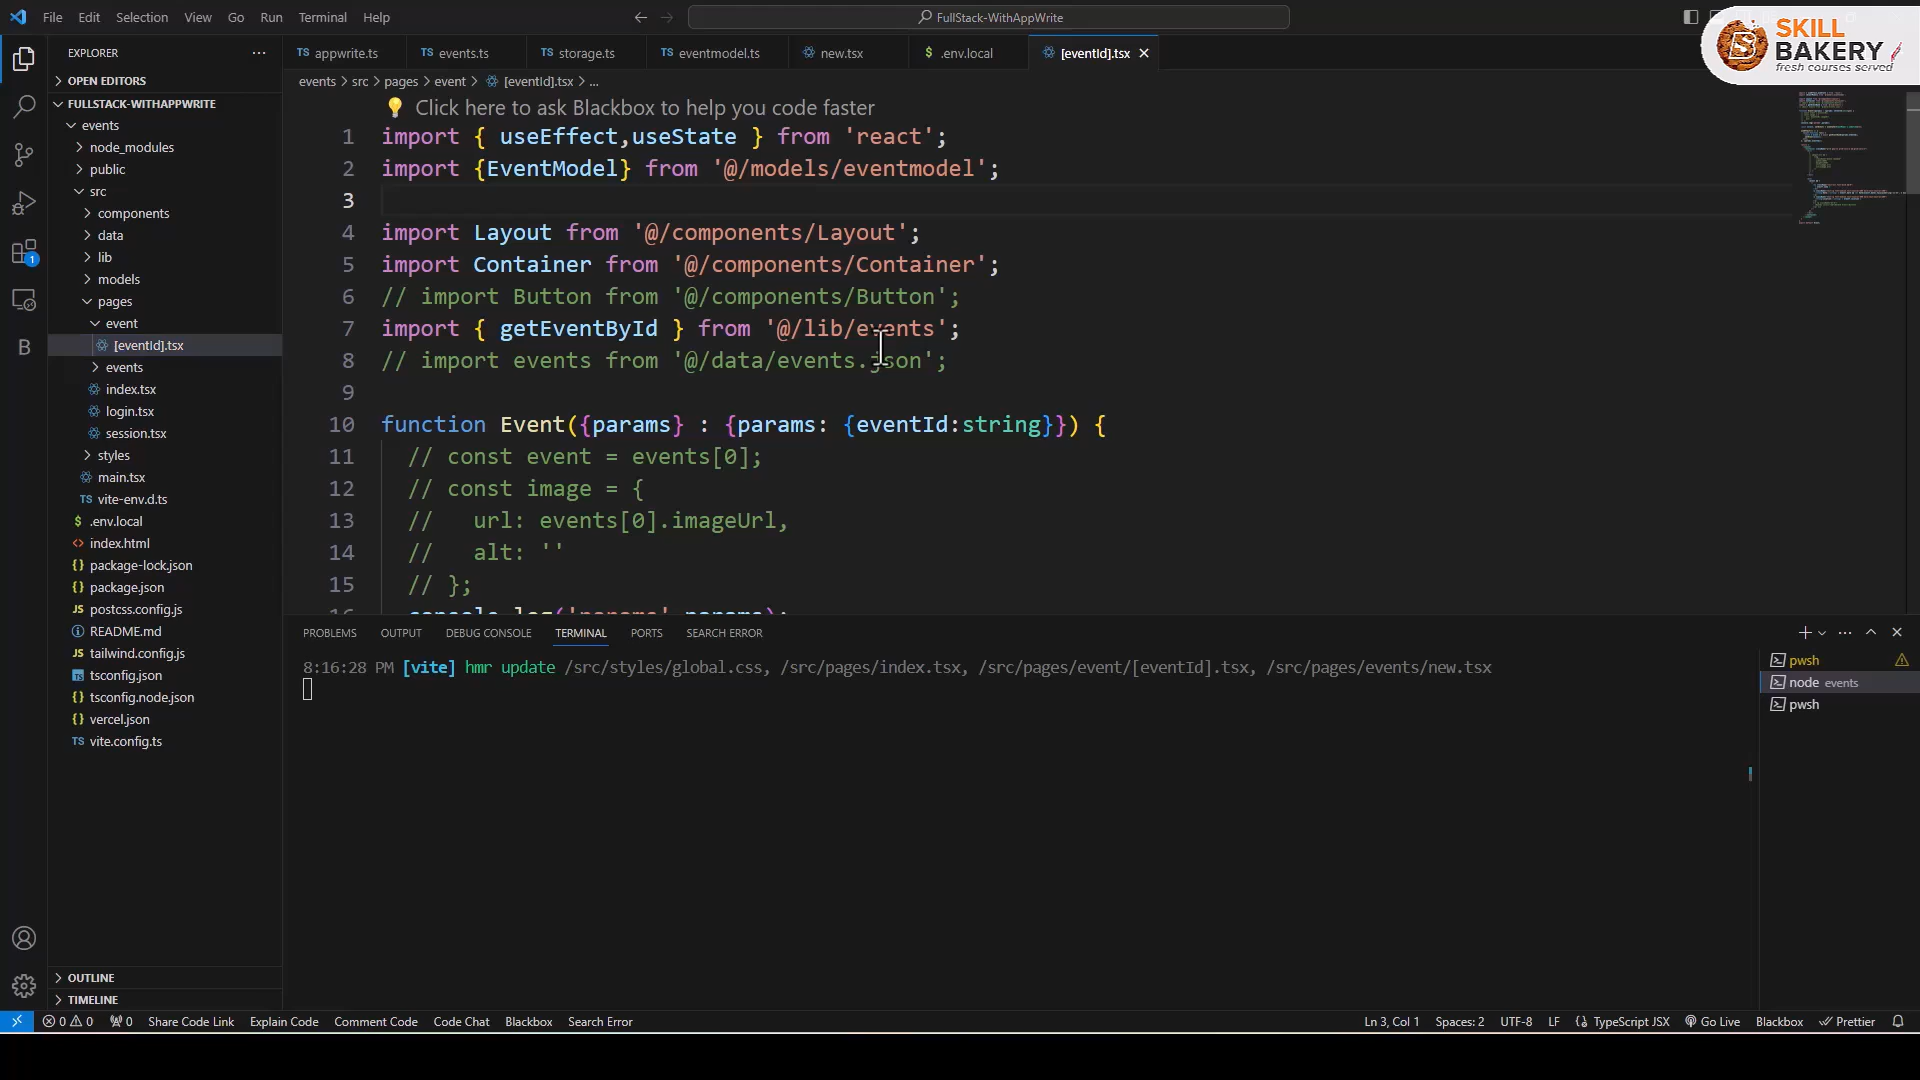 File Edit Selection View Go Run Terminal Help
FullStack-WithAppWrite
SKILL
BAKERY
fresh courses served
EXPLORER
OPEN EDITORS
FULLSTACK-WITHAPPWRITE
events
node_modules
public
src
components
data
lib
models
pages
event
[eventId].tsx
events
index.tsx
login.tsx
session.tsx
styles
main.tsx
TS vite-env.d.ts
.env.local
index.html
package-lock.json
package.json
postcss.config.js
README.md
tailwind.config.js
tsconfig.json
tsconfig.node.json
vercel.json
TS vite.config.ts
OUTLINE
TIMELINE
TS appwrite.ts TS events.ts TS storage.ts TS eventmodel.ts new.tsx $ .env.local [eventId].tsx
events > src > pages > event > [eventId].tsx > ...
Click here to ask Blackbox to help you code faster
1 import { useEffect,useState } from 'react';
2 import {EventModel} from '@/models/eventmodel';
3
4 import Layout from '@/components/Layout';
5 import Container from '@/components/Container';
6 // import Button from '@/components/Button';
7 import { getEventById } from '@/lib/events';
8 // import events from '@/data/events.json';
9
10 function Event({params} : {params: {eventId:string}}) {
11 // const event = events[0];
12 // const image = {
13 //   url: events[0].imageUrl,
14 //   alt: ''
15 // };
16 console.log('params',params);
PROBLEMS OUTPUT DEBUG CONSOLE TERMINAL PORTS SEARCH ERROR
8:16:28 PM [vite] hmr update /src/styles/global.css, /src/pages/index.tsx, /src/pages/event/[eventId].tsx, /src/pages/events/new.tsx
pwsh
node events
pwsh
0 0 0 Share Code Link Explain Code Comment Code Code Chat Blackbox Search Error
Ln 3, Col 1 Spaces: 2 UTF-8 LF TypeScript JSX Go Live Blackbox Prettier